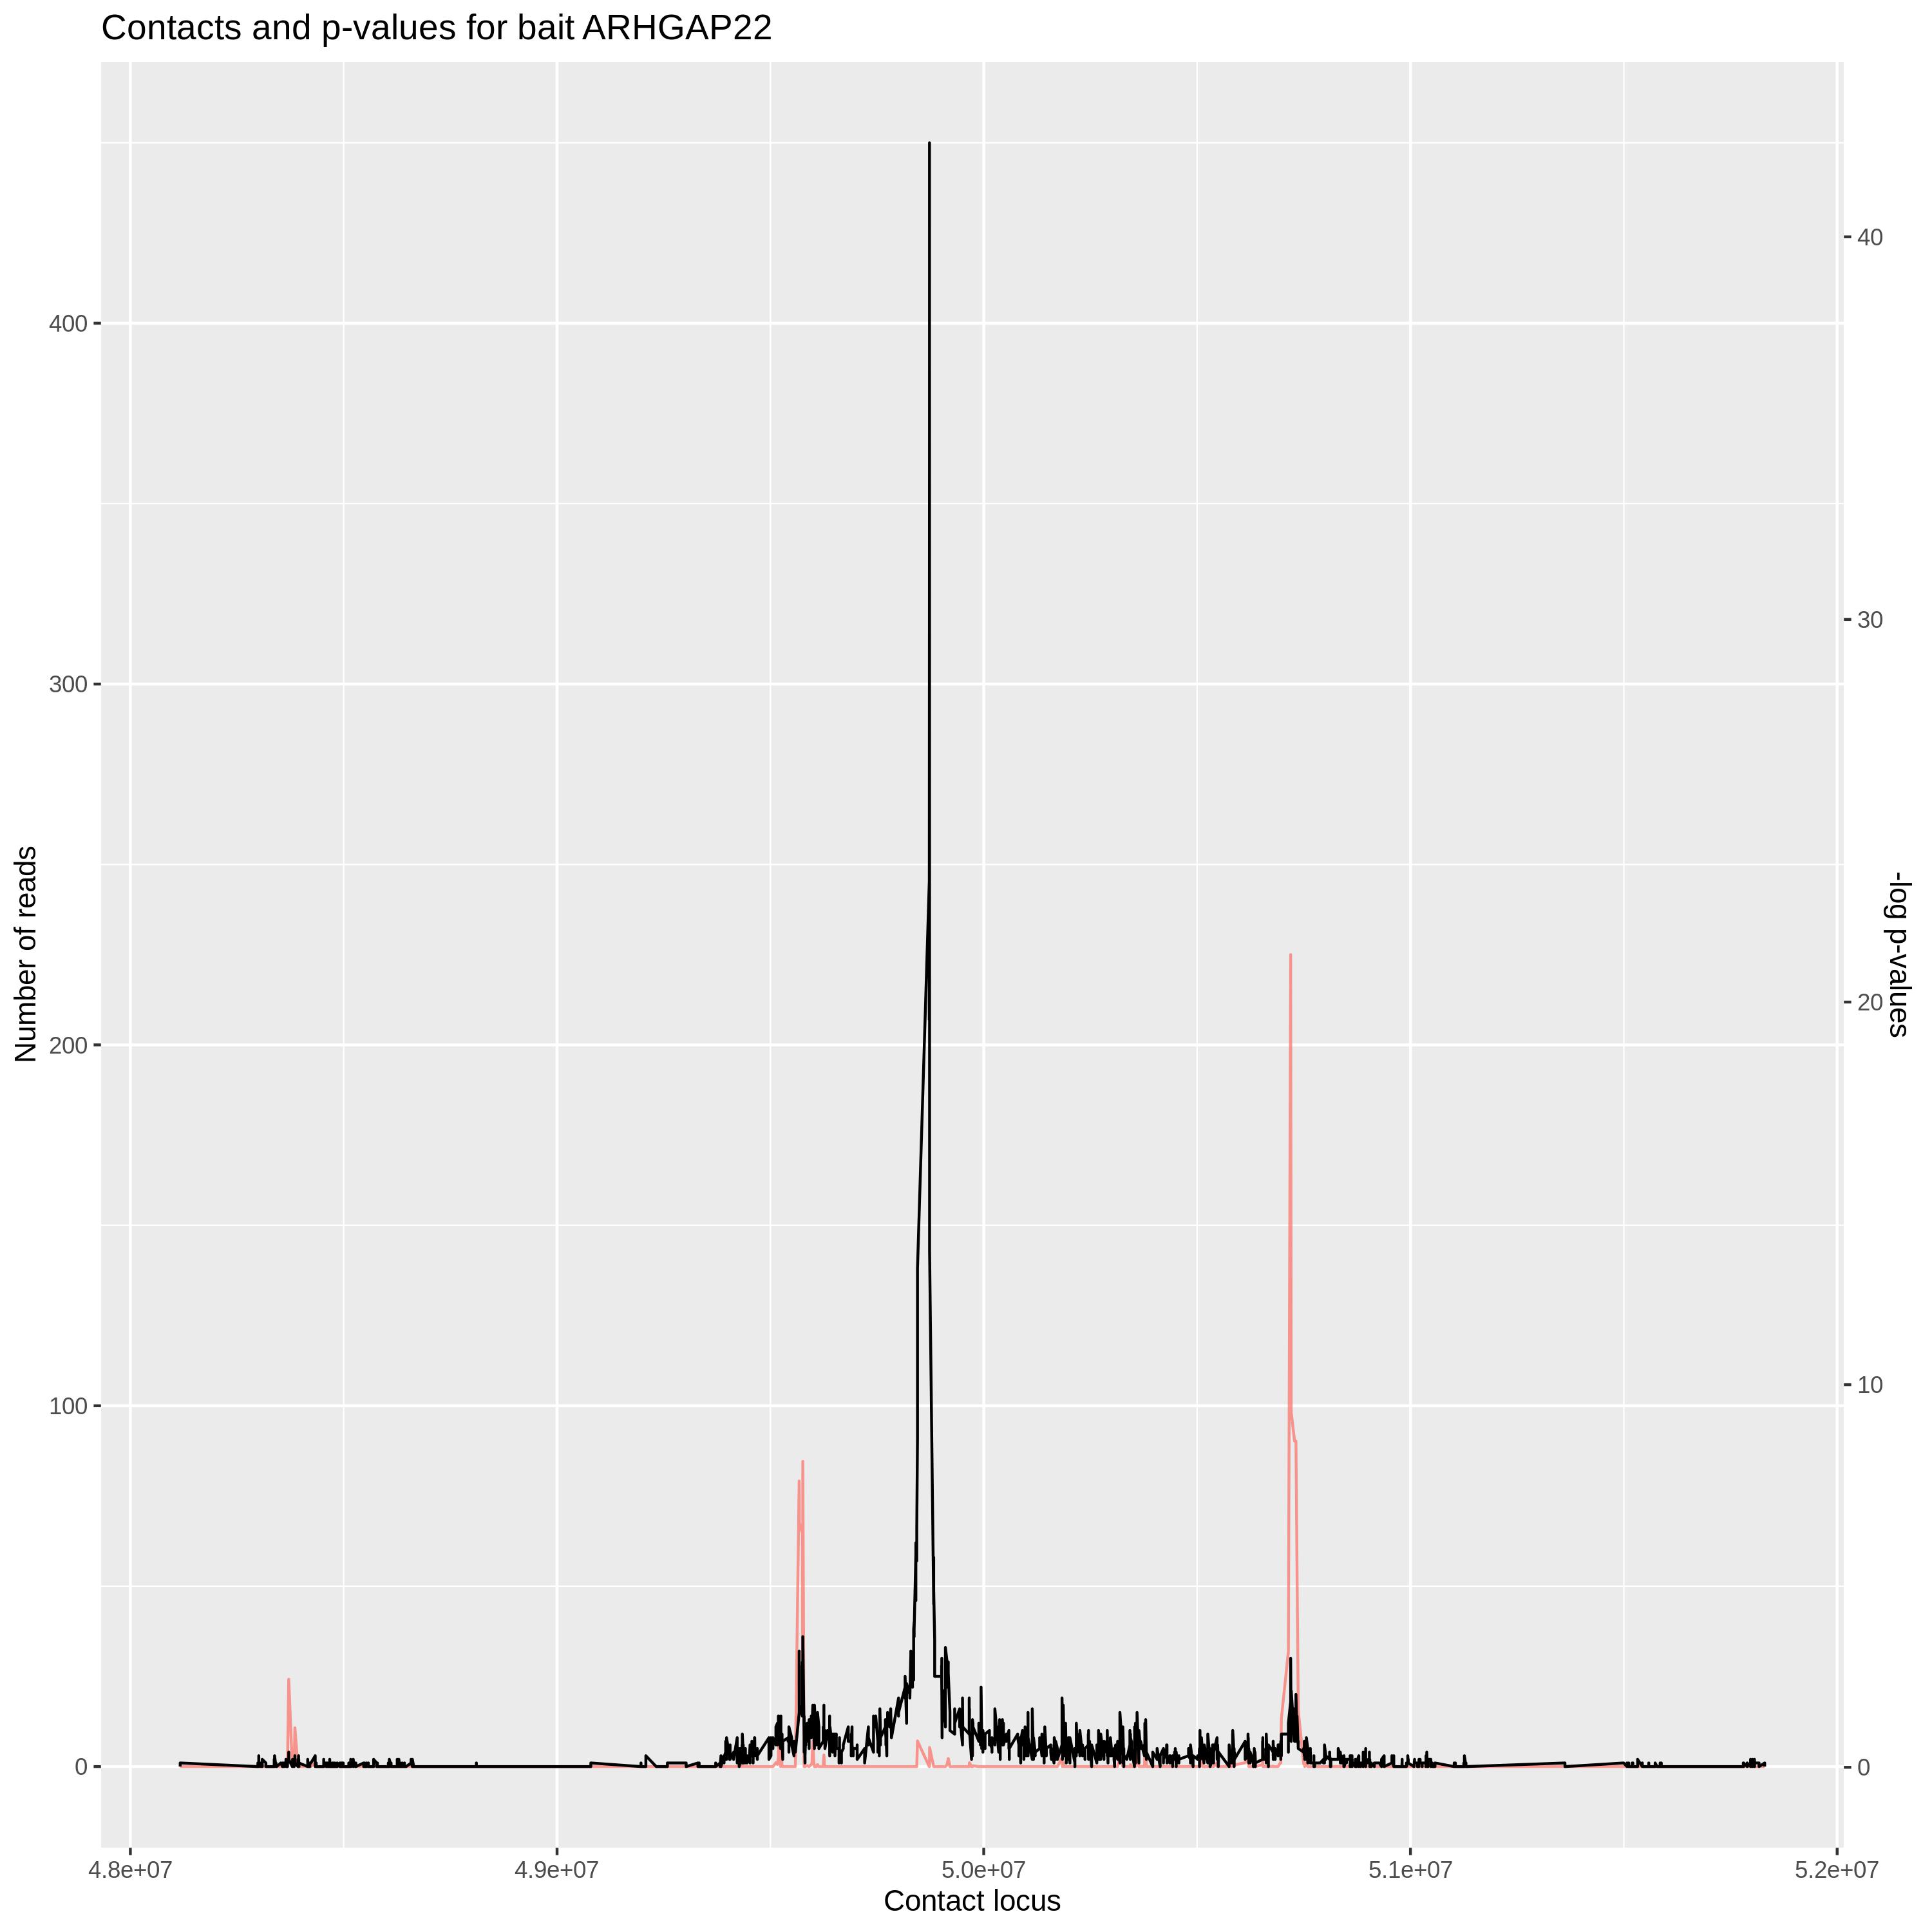 Contacts and p-values for bait ARHGAP22
Number of reads
400
300
200
100
0
40
30
20
10
0
-log p-values
4.8e+07 4.9e+07 5.0e+07 5.1e+07 5.2e+07
Contact locus